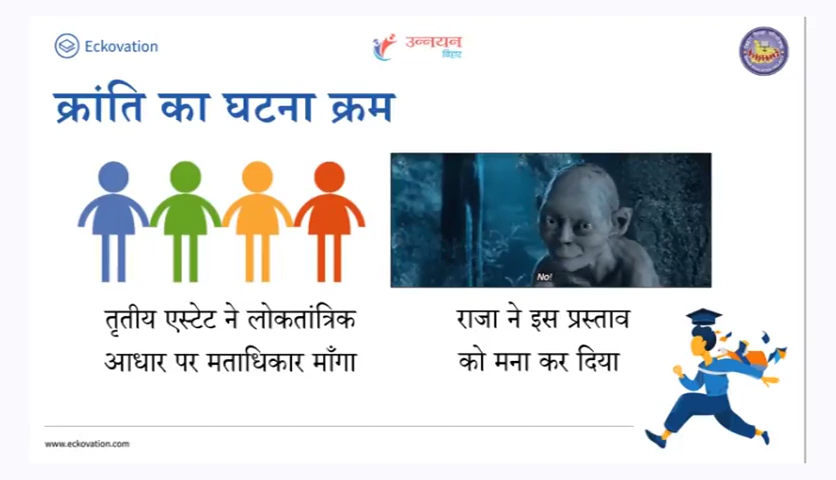 Eckovation
उन्नयन
बिहार
क्रांति का घटना क्रम
No!
तृतीय एस्टेट ने लोकतांत्रिक
आधार पर मताधिकार माँगा
राजा ने इस प्रस्ताव
को मना कर दिया
www.eckovation.com